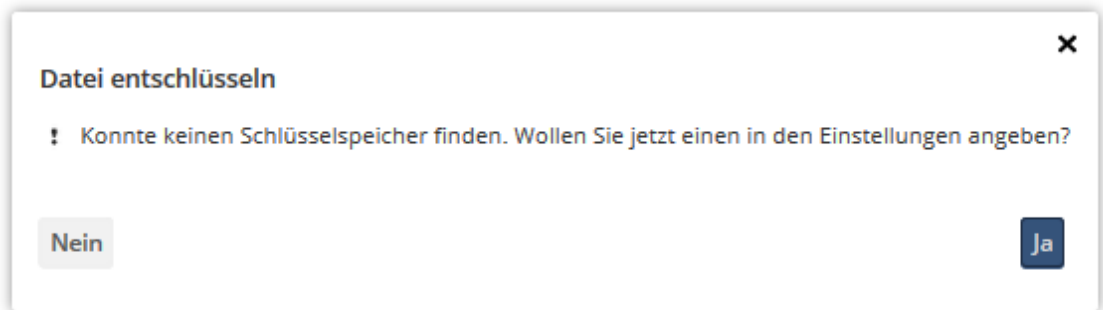 Datei entschlüsseln
! Konnte keinen Schlüsselspeicher finden. Wollen Sie jetzt einen in den Einstellungen angeben?
Nein
Ja